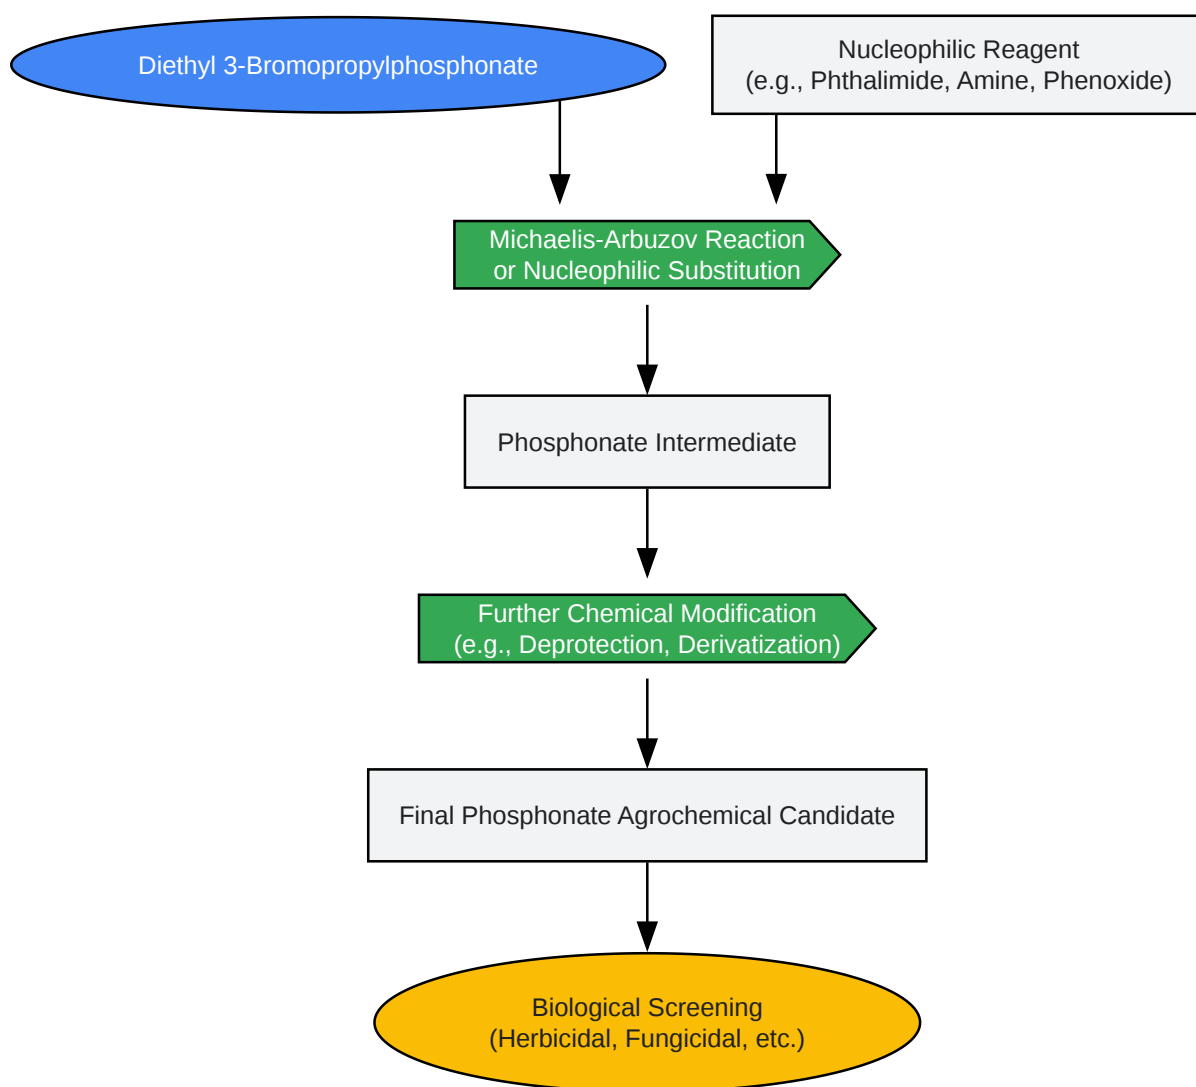 Diethyl 3-Bromopropylphosphonate
Nucleophilic Reagent
(e.g., Phthalimide, Amine, Phenoxide)
Michaelis-Arbuzov Reaction
or Nucleophilic Substitution
Phosphonate Intermediate
Further Chemical Modification
(e.g., Deprotection, Derivatization)
Final Phosphonate Agrochemical Candidate
Biological Screening
(Herbicidal, Fungicidal, etc.)